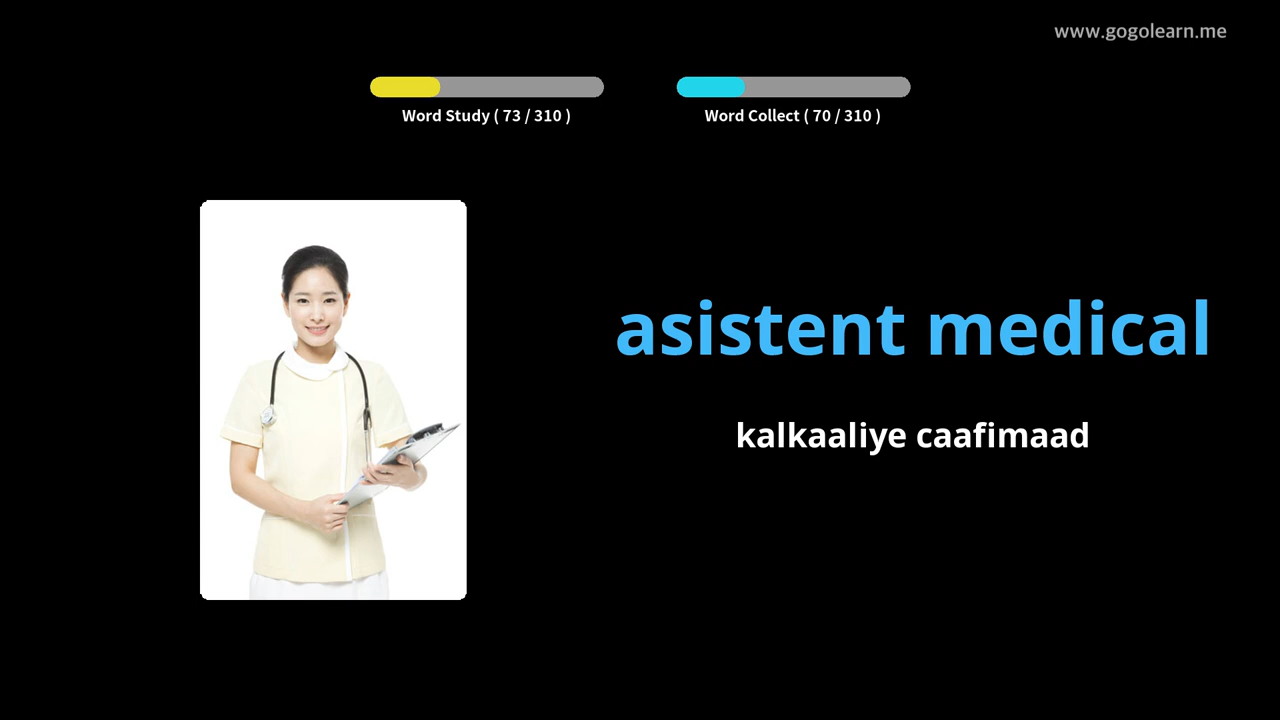 www.gogolearn.me
Word Study ( 73 / 310 )
Word Collect ( 70 / 310 )
asistent medical
kalkaaliye caafimaad